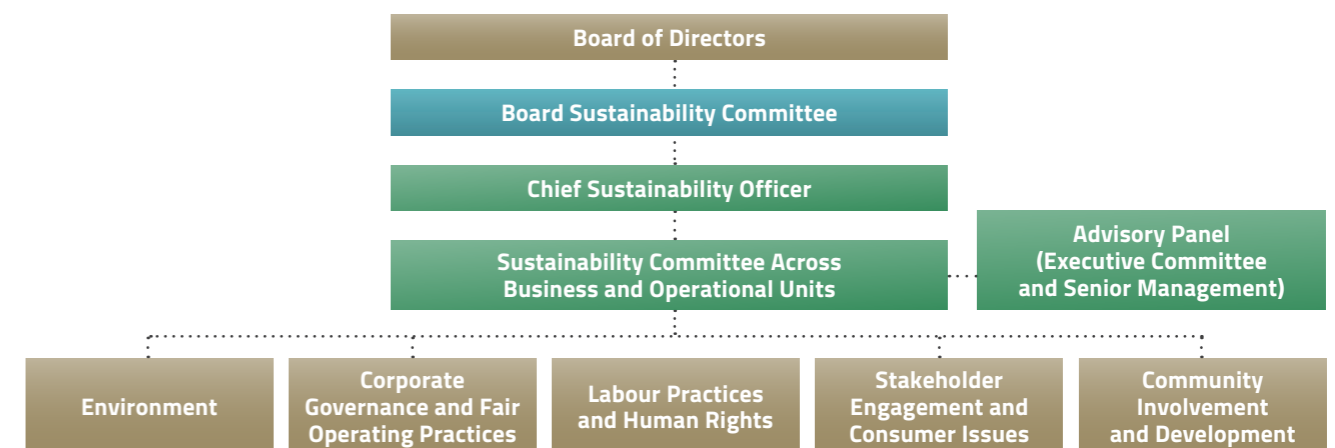 Board of Directors
Board Sustainability Committee
Chief Sustainability Officer
Sustainability Committee Across
Business and Operational Units
Advisory Panel
(Executive Committee
and Senior Management)
Environment
Corporate
Governance and Fair
Operating Practices
Labour Practices
and Human Rights
Stakeholder
Engagement and
Consumer Issues
Community
Involvement
and Development